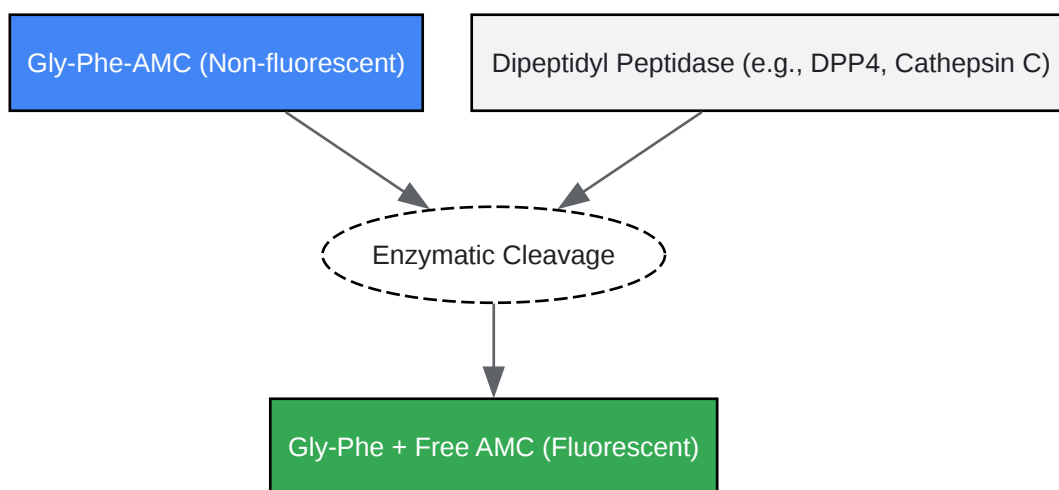 Gly-Phe-AMC (Non-fluorescent)
Dipeptidyl Peptidase (e.g., DPP4, Cathepsin C)
Enzymatic Cleavage
Gly-Phe + Free AMC (Fluorescent)